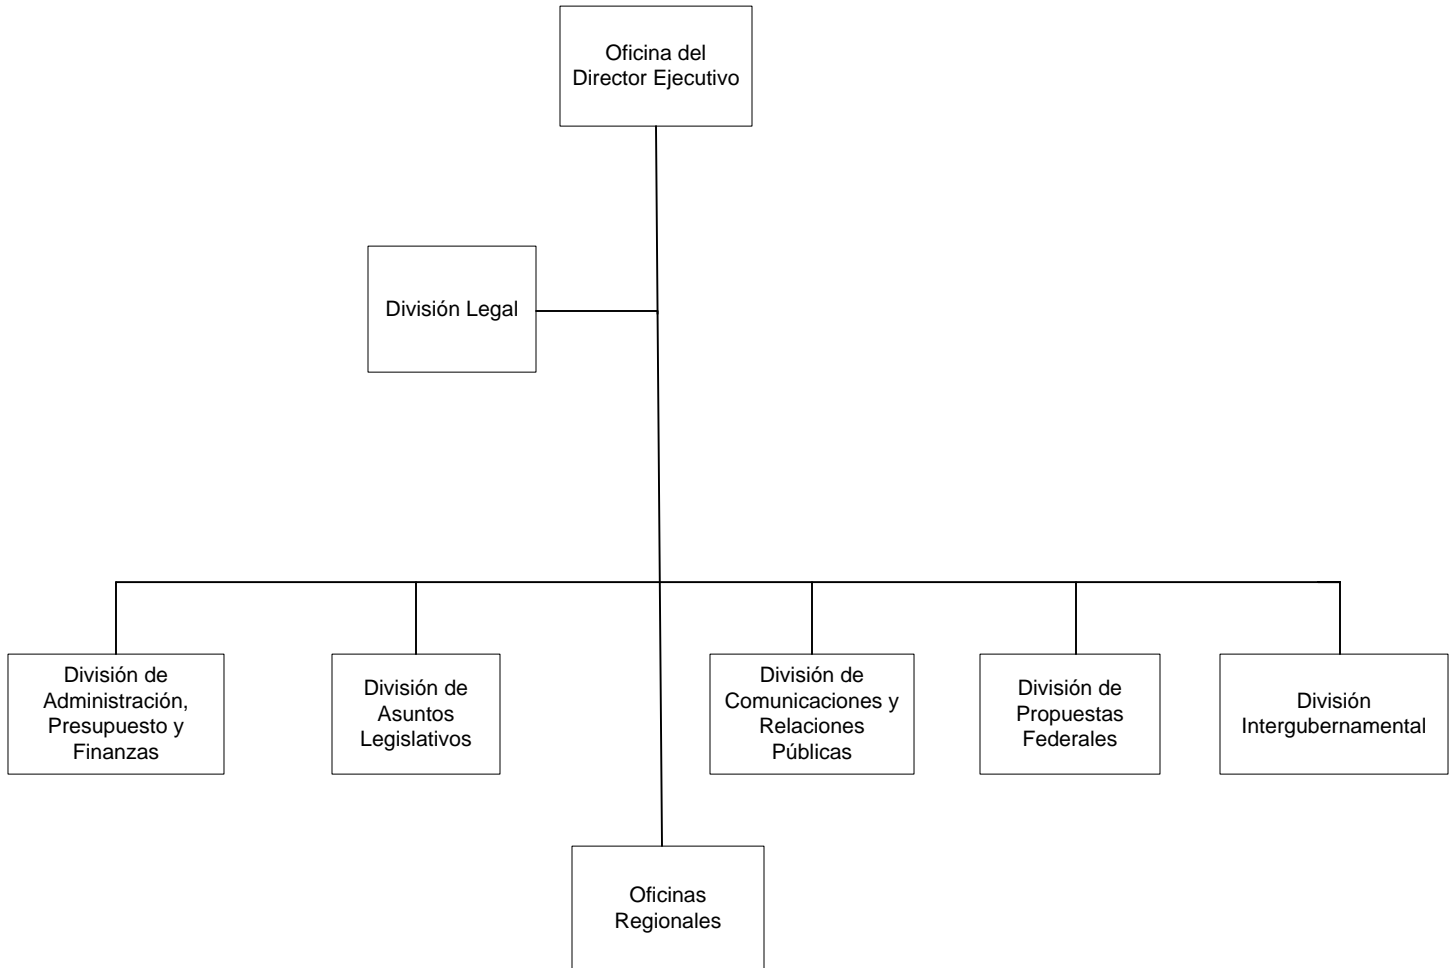 Oficina del
Director Ejecutivo
División Legal
División de
Administración,
Presupuesto y
Finanzas
División de
Asuntos
Legislativos
División de
Comunicaciones y
Relaciones
Públicas
División de
Propuestas
Federales
División
Intergubernamental
Oficinas
Regionales